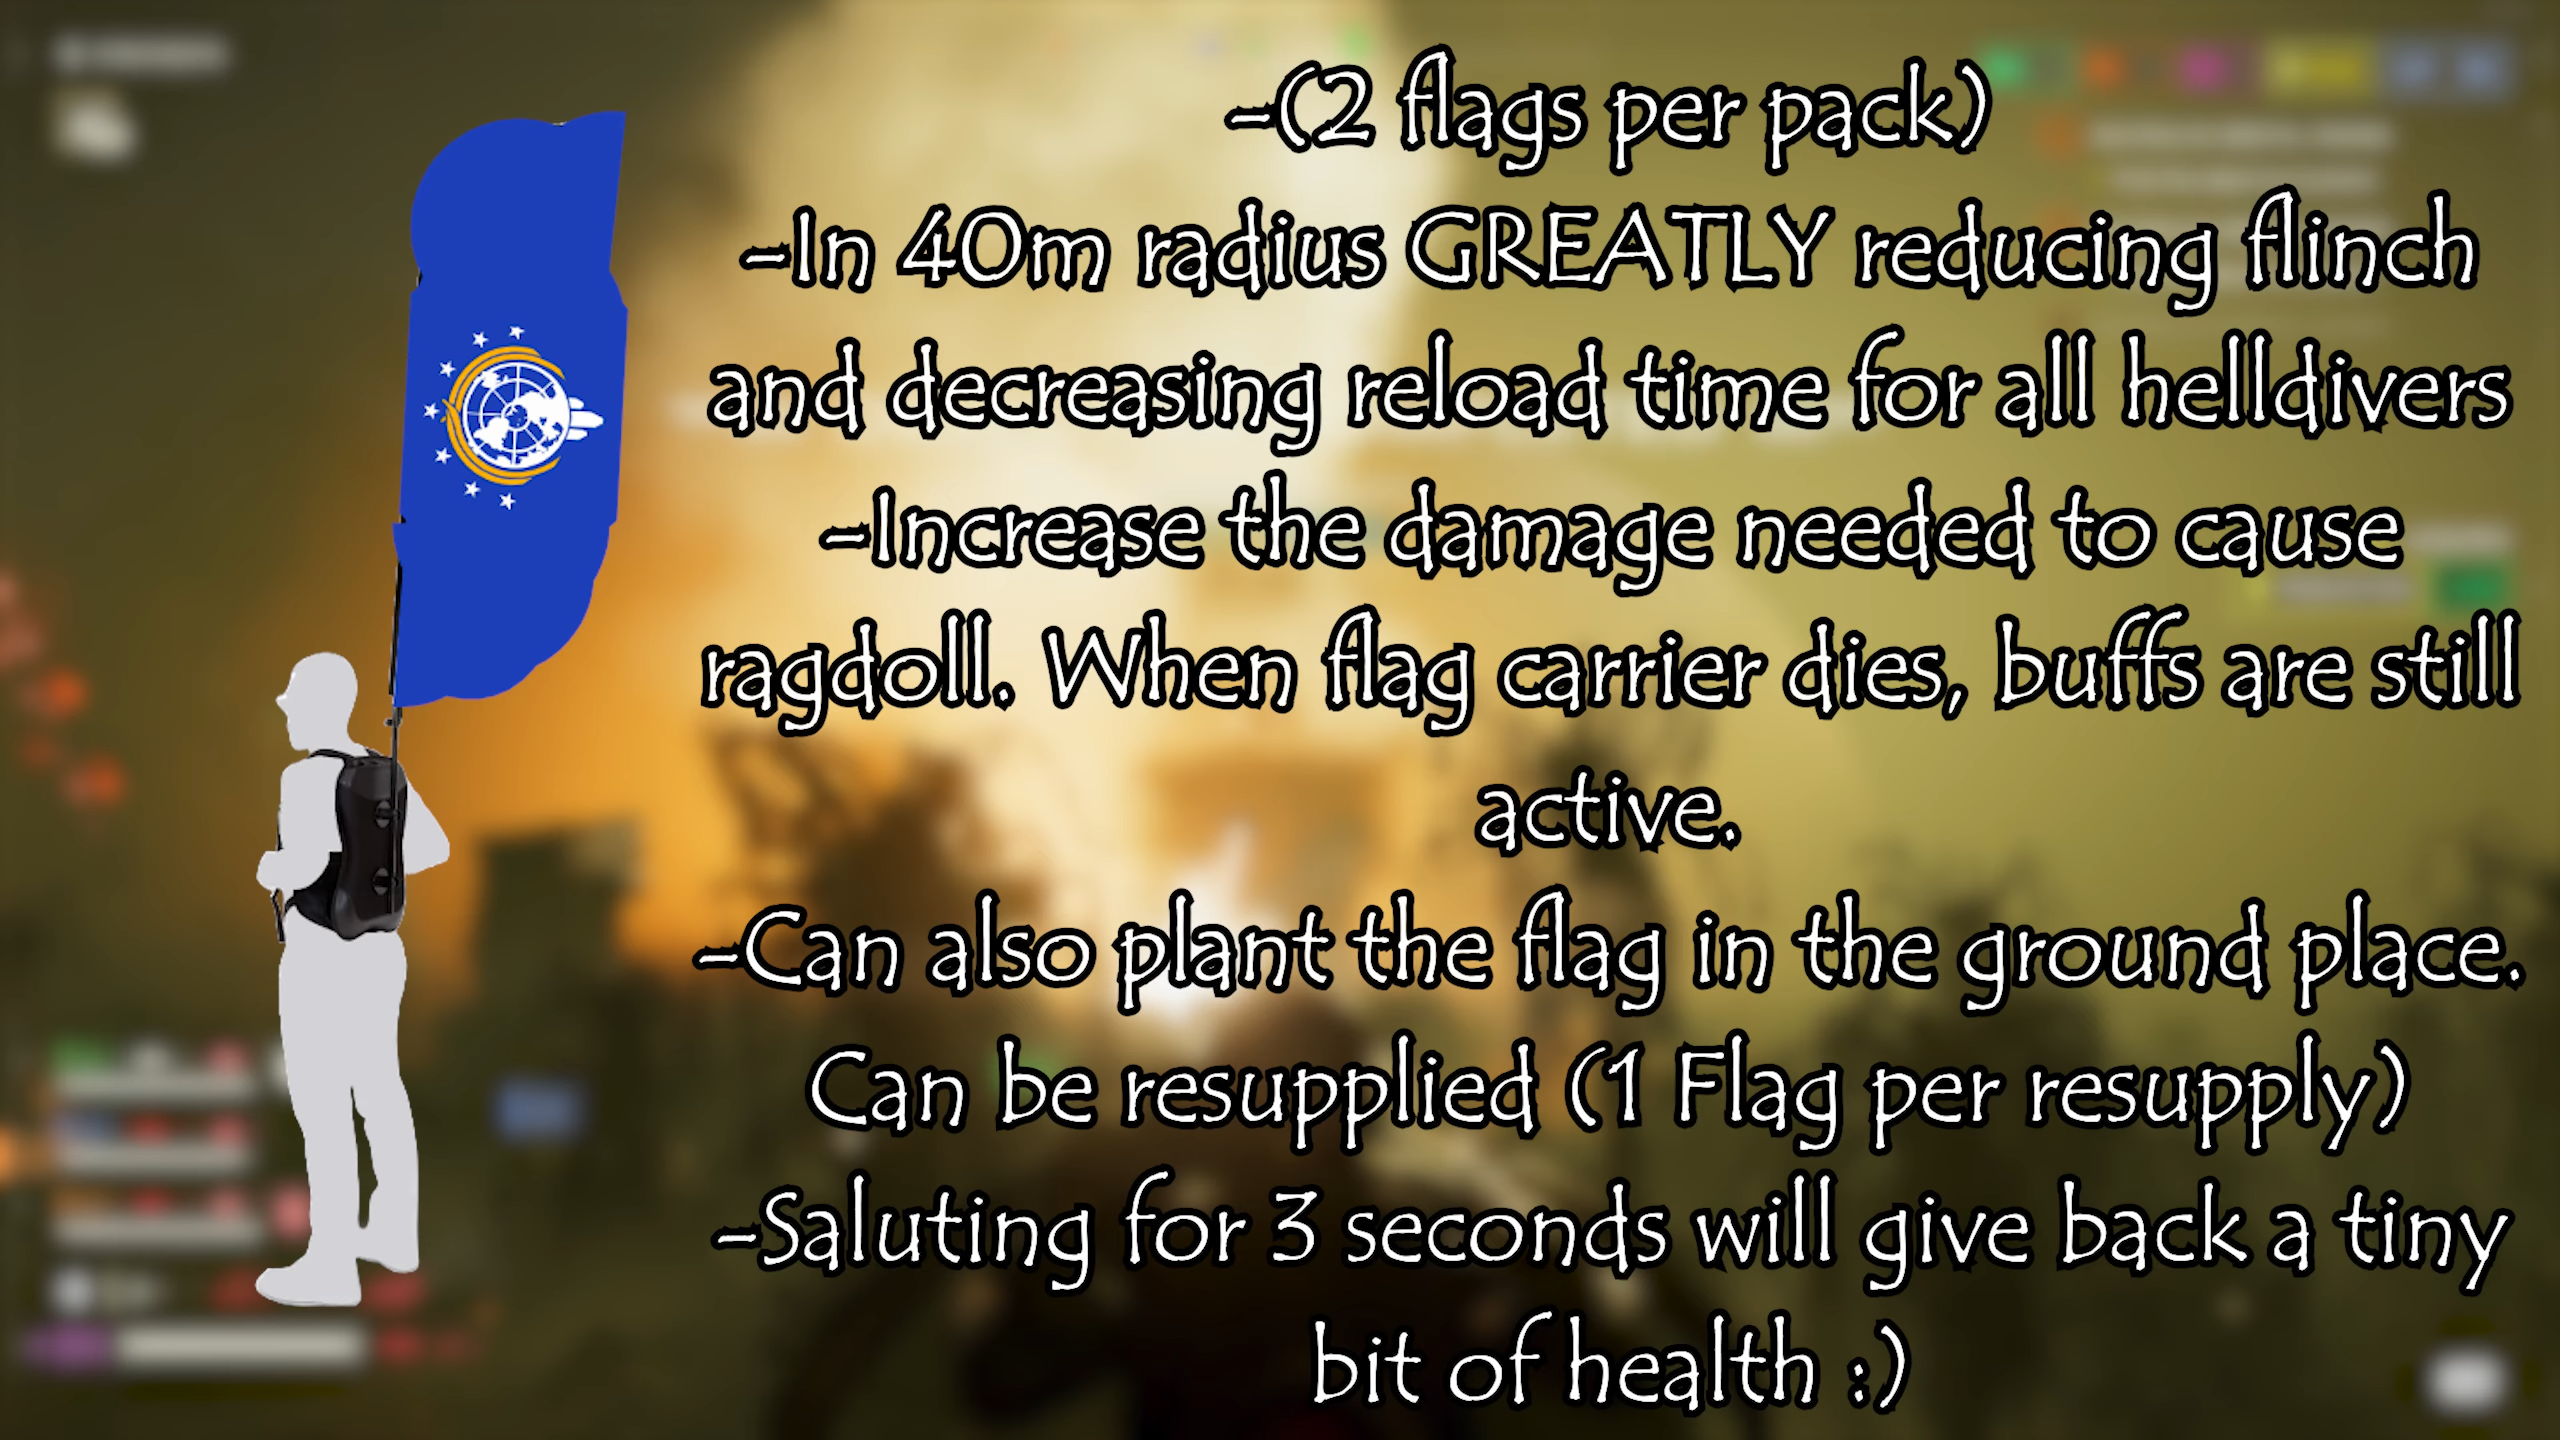 -(2 flags per pack)
-In 40m radius GREATLY reducing flinch
and decreasing reload time for all helldivers
-Increase the damage needed to cause
ragdoll. When flag carrier dies, buffs are still
active.
-Can also plant the flag in the ground place.
Can be resupplied (1 Flag per resupply)
-Saluting for 3 seconds will give back a tiny
bit of health :)